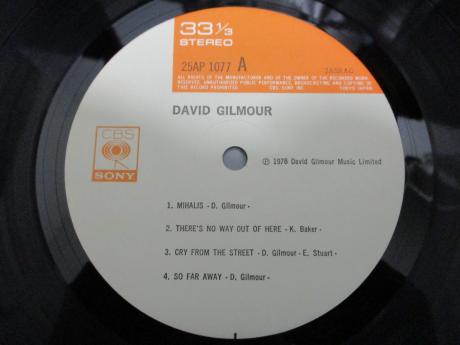 33 1/3
STEREO
25AP 1077 A
ALL RIGHTS OF THE MANUFACTURER AND OF THE OWNER OF THE RECORDED WORK
RESERVED. UNAUTHORISED PUBLIC PERFORMANCE, BROADCASTING AND COPYING OF
THIS RECORD PROHIBITED. CBS SONY INC. TOKYO JAPAN
DAVID GILMOUR
CBS
SONY
Ⓟ 1978 David Gilmour Music Limited
1. MIHALIS - D. Gilmour -
2. THERE'S NO WAY OUT OF HERE - K. Baker -
3. CRY FROM THE STREET - D. Gilmour - E. Stuart -
4. SO FAR AWAY - D. Gilmour -